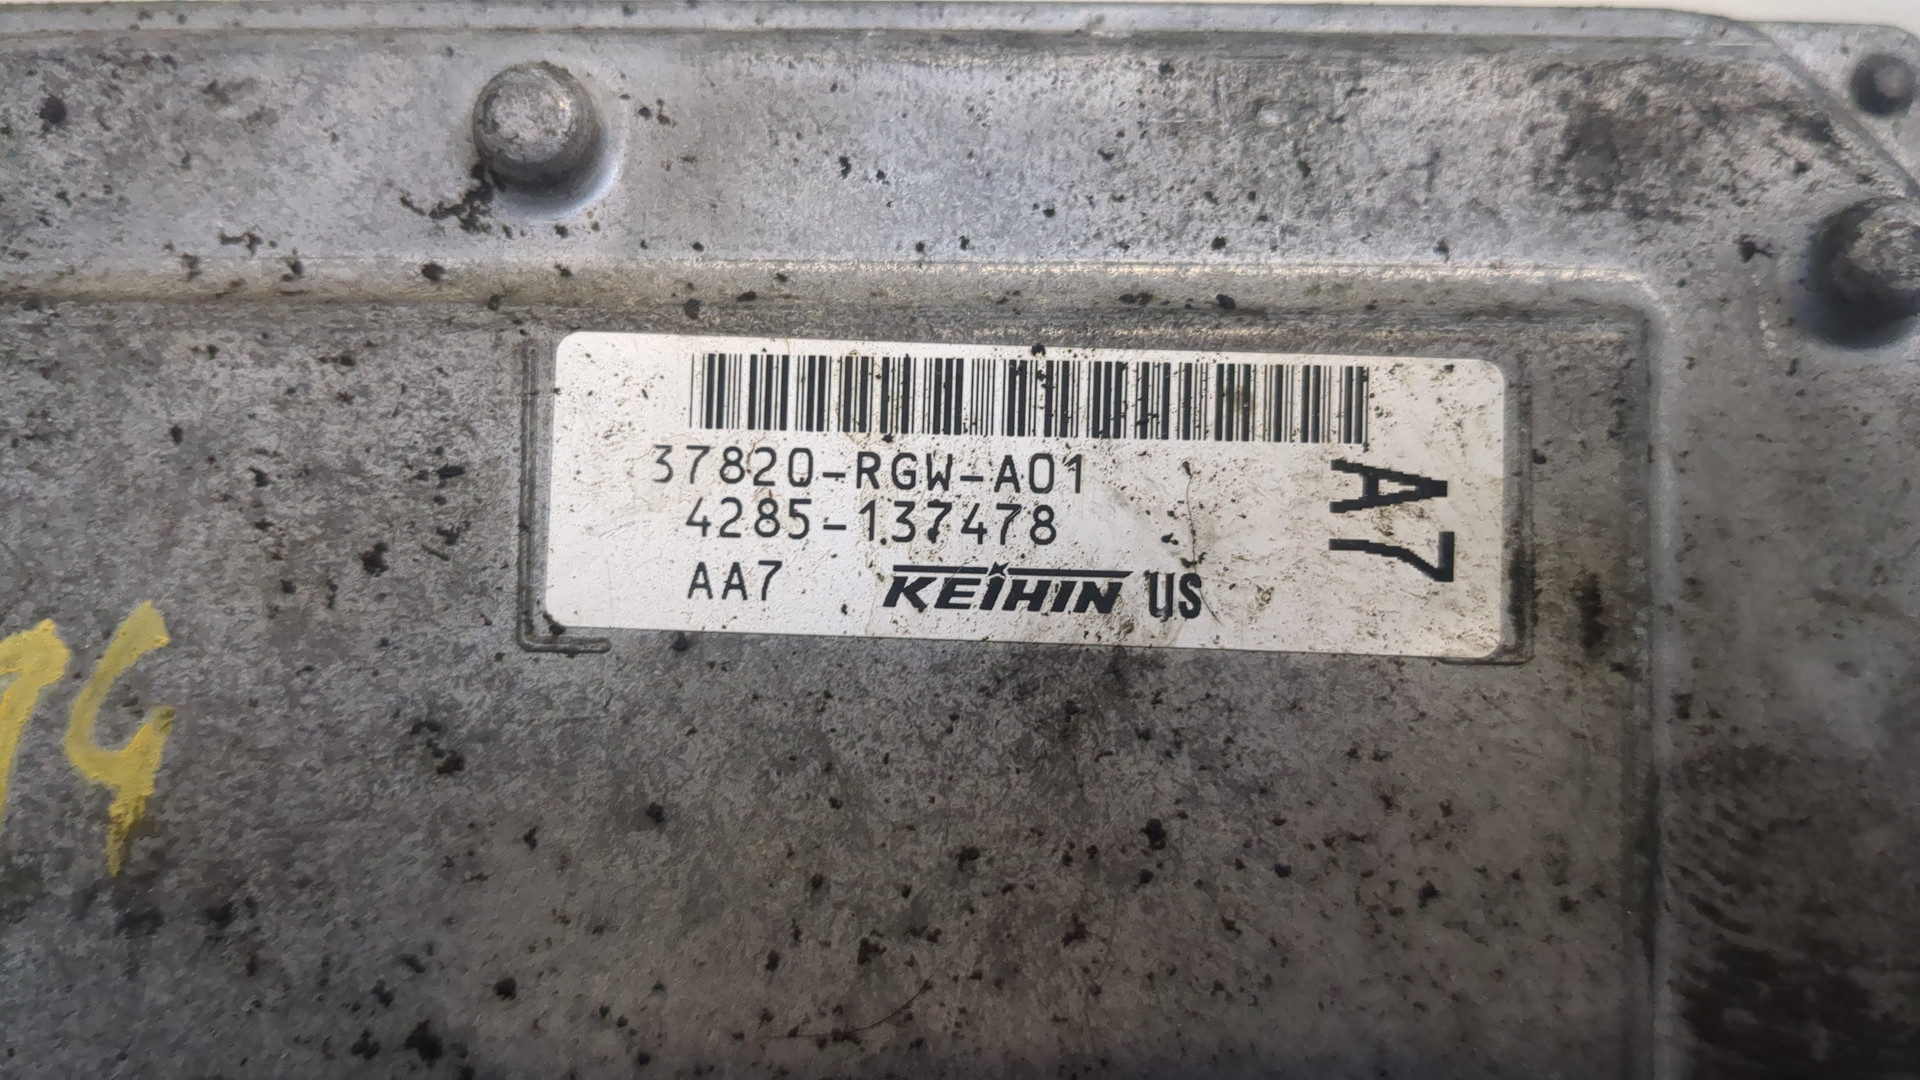 37820-RGW-A01
4285-137478
AA7 KEIHIN US
A7